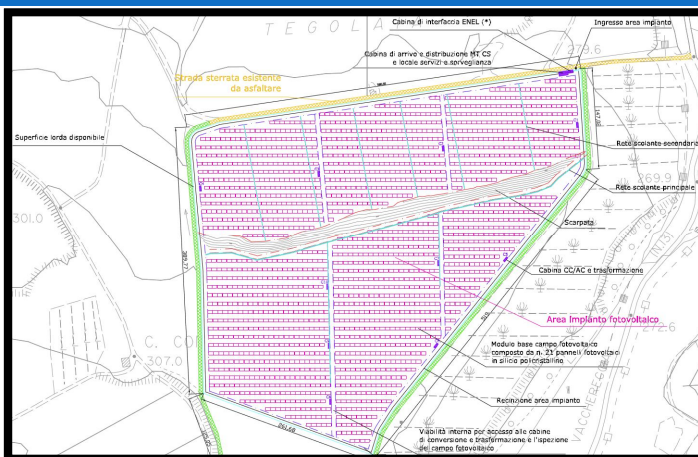 TEGOLA
Cabina di interfaccia ENEL (*)
Ingresso area impianto
279.6
Cabina di arrivo e distribuzione MT CS
e locale servizi e sorveglianza
Strada sterrata esistente
da asfaltare
Superficie lorda disponibile
Rete scolante secondaria
269.9
Rete scolante principale
301.0
Scarpata
Cabina CC/AC e trasformazione
Area Impianto fotovoltaico
272.6
Modulo base campo fotovoltaico
composto da n. 21 pannelli fotovoltaici
in silicio policristallino
C. CO
307.0
Recinzione area impianto
Viabilità interna per accesso alle cabine
di conversione e trasformazione e l'ispezione
del campo fotovoltaico